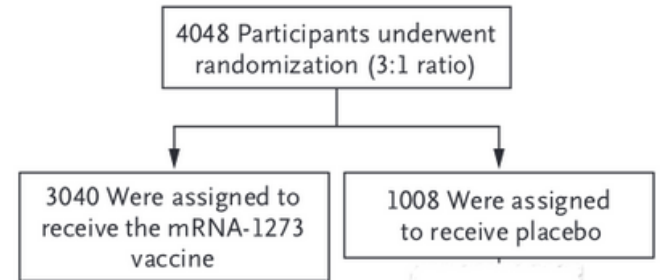 4048 Participants underwent
randomization (3:1 ratio)
3040 Were assigned to
receive the mRNA-1273
vaccine
1008 Were assigned
to receive placebo